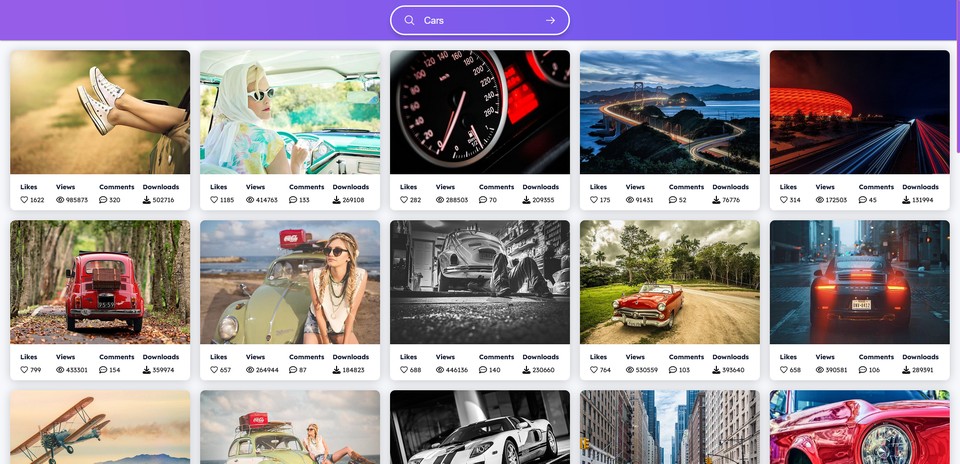 Cars
Likes Views Comments Downloads
1622 985873 320 502716
Likes Views Comments Downloads
1185 414763 133 269108
Likes Views Comments Downloads
282 288503 70 209355
Likes Views Comments Downloads
175 91431 52 76776
Likes Views Comments Downloads
314 172503 45 131994
Likes Views Comments Downloads
799 433301 154 359974
Likes Views Comments Downloads
657 264944 87 184823
Likes Views Comments Downloads
688 446136 140 230660
Likes Views Comments Downloads
764 530559 103 393640
Likes Views Comments Downloads
658 390581 106 289391